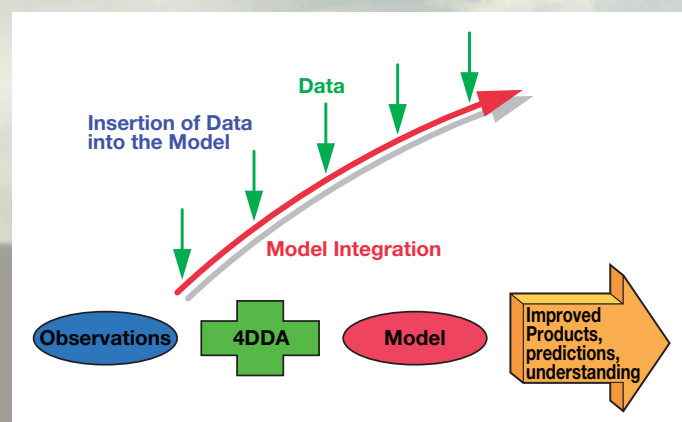 Data
Insertion of Data
into the Model
Model Integration
Observations
4DDA
Model
Improved
Products,
predictions,
understanding